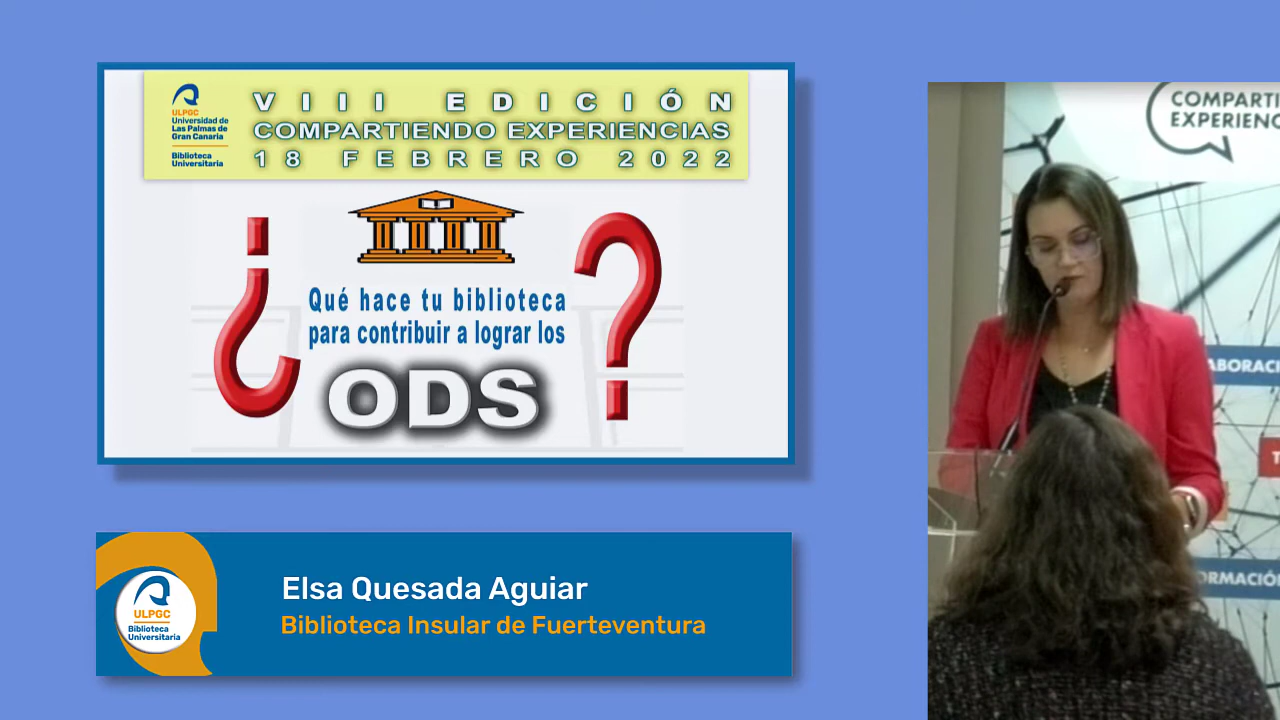 ULPGC
Universidad de
Las Palmas de
Gran Canaria
Biblioteca
Universitaria
VIII EDICIÓN
COMPARTIENDO EXPERIENCIAS
18 FEBRERO 2022
¿
Qué hace tu biblioteca
para contribuir a lograr los
ODS
?
ULPGC
Biblioteca
Universitaria
Elsa Quesada Aguiar
Biblioteca Insular de Fuerteventura
COMPARTI
EXPERIENC
ABORACI
T
ORMACIÓ